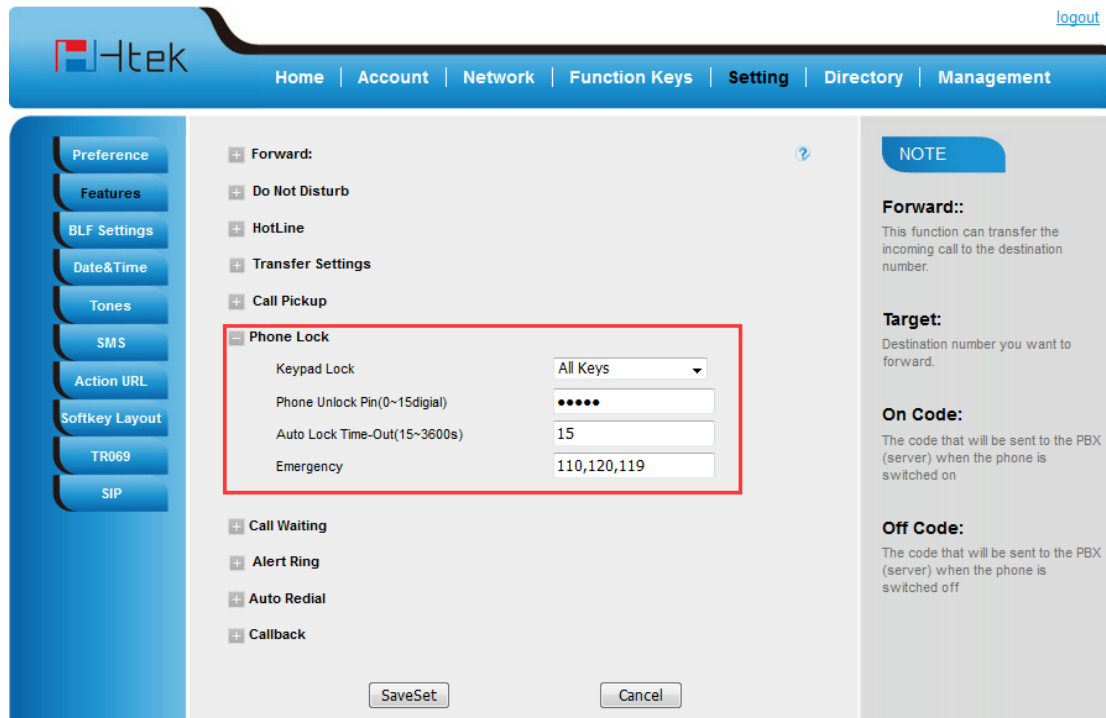 logout
Htek
Home | Account | Network | Function Keys | Setting | Directory | Management
Preference
Features
BLF Settings
Date&Time
Tones
SMS
Action URL
Softkey Layout
TR069
SIP
Forward:
Do Not Disturb
HotLine
Transfer Settings
Call Pickup
Phone Lock
Keypad Lock All Keys
Phone Unlock Pin(0~15digial) •••••
Auto Lock Time-Out(15~3600s) 15
Emergency 110,120,119
Call Waiting
Alert Ring
Auto Redial
Callback
SaveSet Cancel
NOTE
Forward::
This function can transfer the
incoming call to the destination
number.
Target:
Destination number you want to
forward.
On Code:
The code that will be sent to the PBX
(server) when the phone is
switched on
Off Code:
The code that will be sent to the PBX
(server) when the phone is
switched off